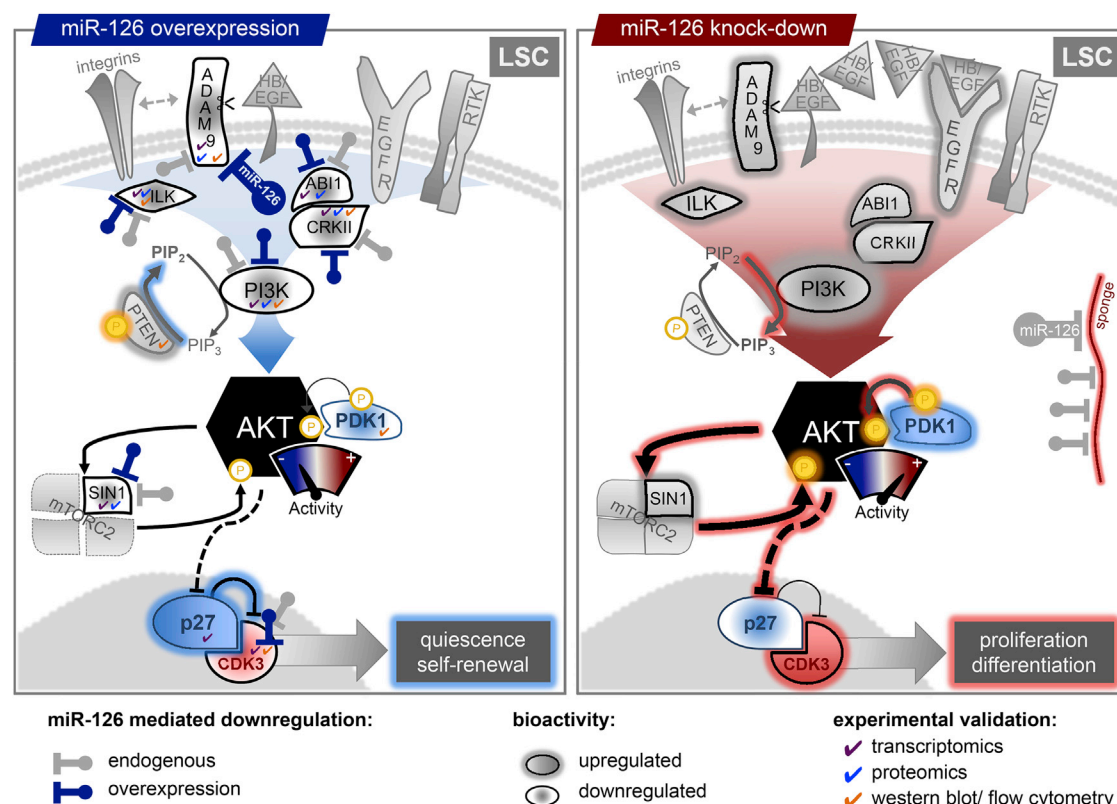 miR-126 overexpression
LSC
integrins
ADAM9
HB/
EGF
EGFR
RTK
miR-126
ILK
ABI1
CRKII
PIP2
PI3K
P
PTEN
PIP3
P
AKT
P
PDK1
P
- +
SIN1
mTORC2
Activity
p27
CDK3
quiescence
self-renewal
miR-126 knock-down
LSC
integrins
ADAM9
HB/
EGF
HB/
EGF
HB/
EGF
HB/
EGF
EGFR
RTK
ILK
ABI1
CRKII
PIP2
PI3K
P
PTEN
PIP3
sponge
miR-126
P
AKT
P
PDK1
P
- +
SIN1
mTORC2
Activity
p27
CDK3
proliferation
differentiation
miR-126 mediated downregulation:
endogenous
overexpression
bioactivity:
upregulated
downregulated
experimental validation:
transcriptomics
proteomics
western blot/ flow cytometry